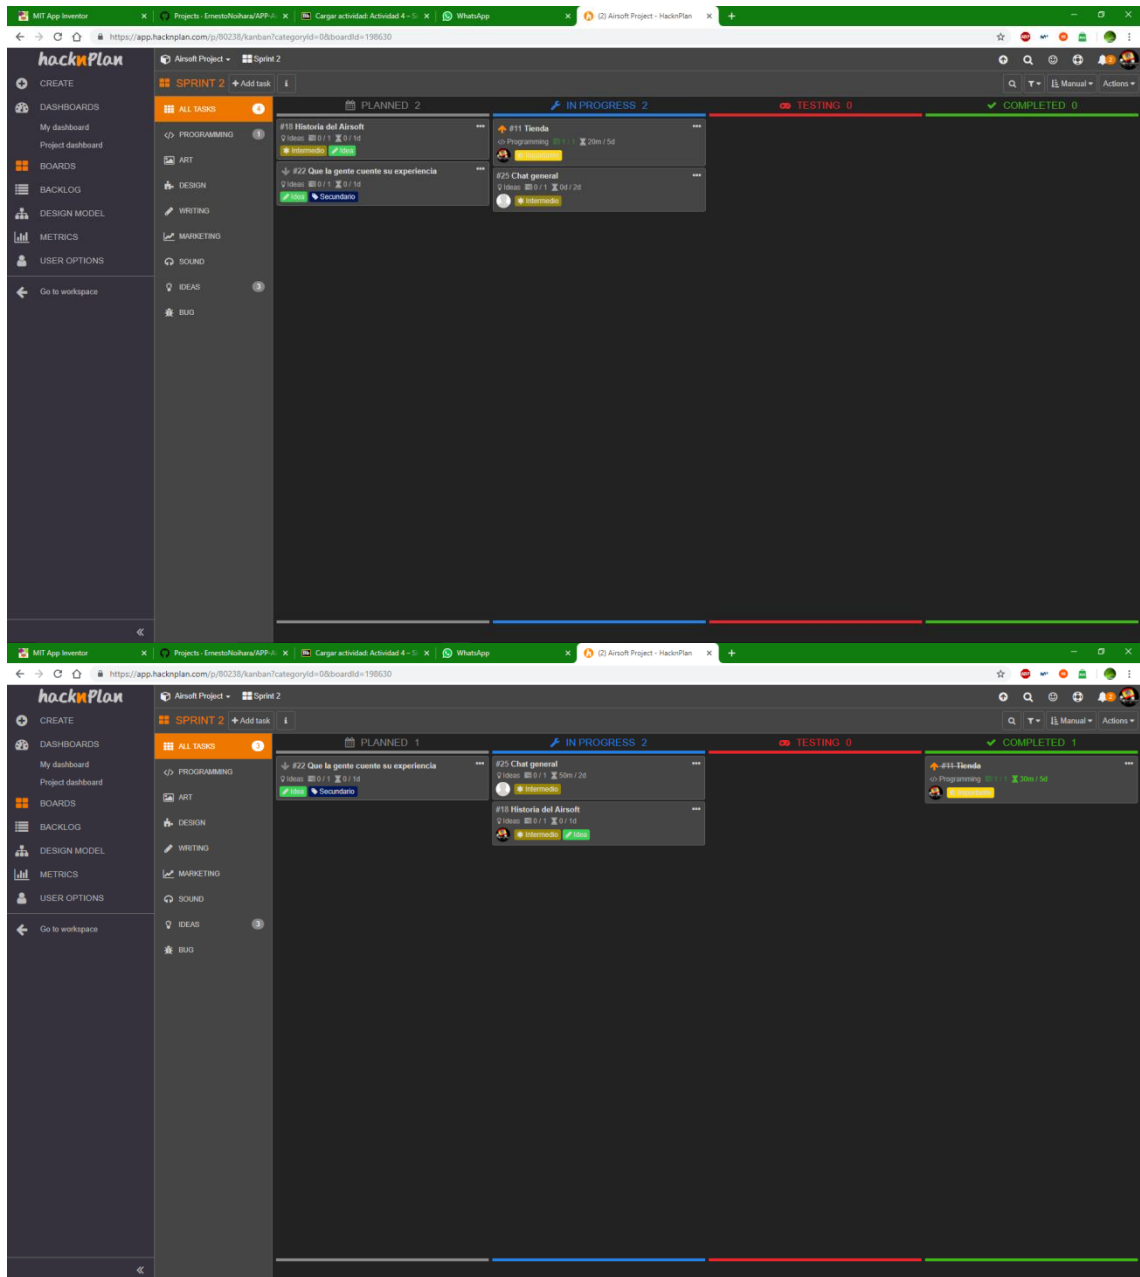 MIT App Inventor
Projects - ErnestoNoihara/APP-A
Cargar actividad: Actividad 4 – S
WhatsApp
(2) Airsoft Project - HacknPlan
https://app.hacknplan.com/p/80238/kanban?categoryId=0&boardId=198630
hacknPlan
Airsoft Project
Sprint 2
CREATE
SPRINT 2
+ Add task
i
Manual
Actions
DASHBOARDS
My dashboard
Project dashboard
BOARDS
BACKLOG
DESIGN MODEL
METRICS
USER OPTIONS
Go to workspace
ALL TASKS 4
PROGRAMMING 1
ART
DESIGN
WRITING
MARKETING
SOUND
IDEAS 3
BUG
PLANNED 2
#18 Historia del Airsoft
Ideas 0 / 1 0 / 1d
Intermedio Idea
#22 Que la gente cuente su experiencia
Ideas 0 / 1 0 / 1d
Idea Secundario
IN PROGRESS 2
#11 Tienda
Programming 1 / 1 20m / 5d
#25 Chat general
Ideas 0 / 1 0d / 2d
Intermedio
TESTING 0
COMPLETED 0
MIT App Inventor
Projects - ErnestoNoihara/APP-A
Cargar actividad: Actividad 4 – S
WhatsApp
(2) Airsoft Project - HacknPlan
https://app.hacknplan.com/p/80238/kanban?categoryId=0&boardId=198630
hacknPlan
Airsoft Project
Sprint 2
CREATE
SPRINT 2
+ Add task
i
Manual
Actions
DASHBOARDS
My dashboard
Project dashboard
BOARDS
BACKLOG
DESIGN MODEL
METRICS
USER OPTIONS
Go to workspace
ALL TASKS 3
PROGRAMMING
ART
DESIGN
WRITING
MARKETING
SOUND
IDEAS 3
BUG
PLANNED 1
#22 Que la gente cuente su experiencia
Ideas 0 / 1 0 / 1d
Idea Secundario
IN PROGRESS 2
#25 Chat general
Ideas 0 / 1 50m / 2d
Intermedio
#18 Historia del Airsoft
Ideas 0 / 1 0 / 1d
Intermedio Idea
TESTING 0
COMPLETED 1
#11 Tienda
Programming 1 / 1 30m / 5d